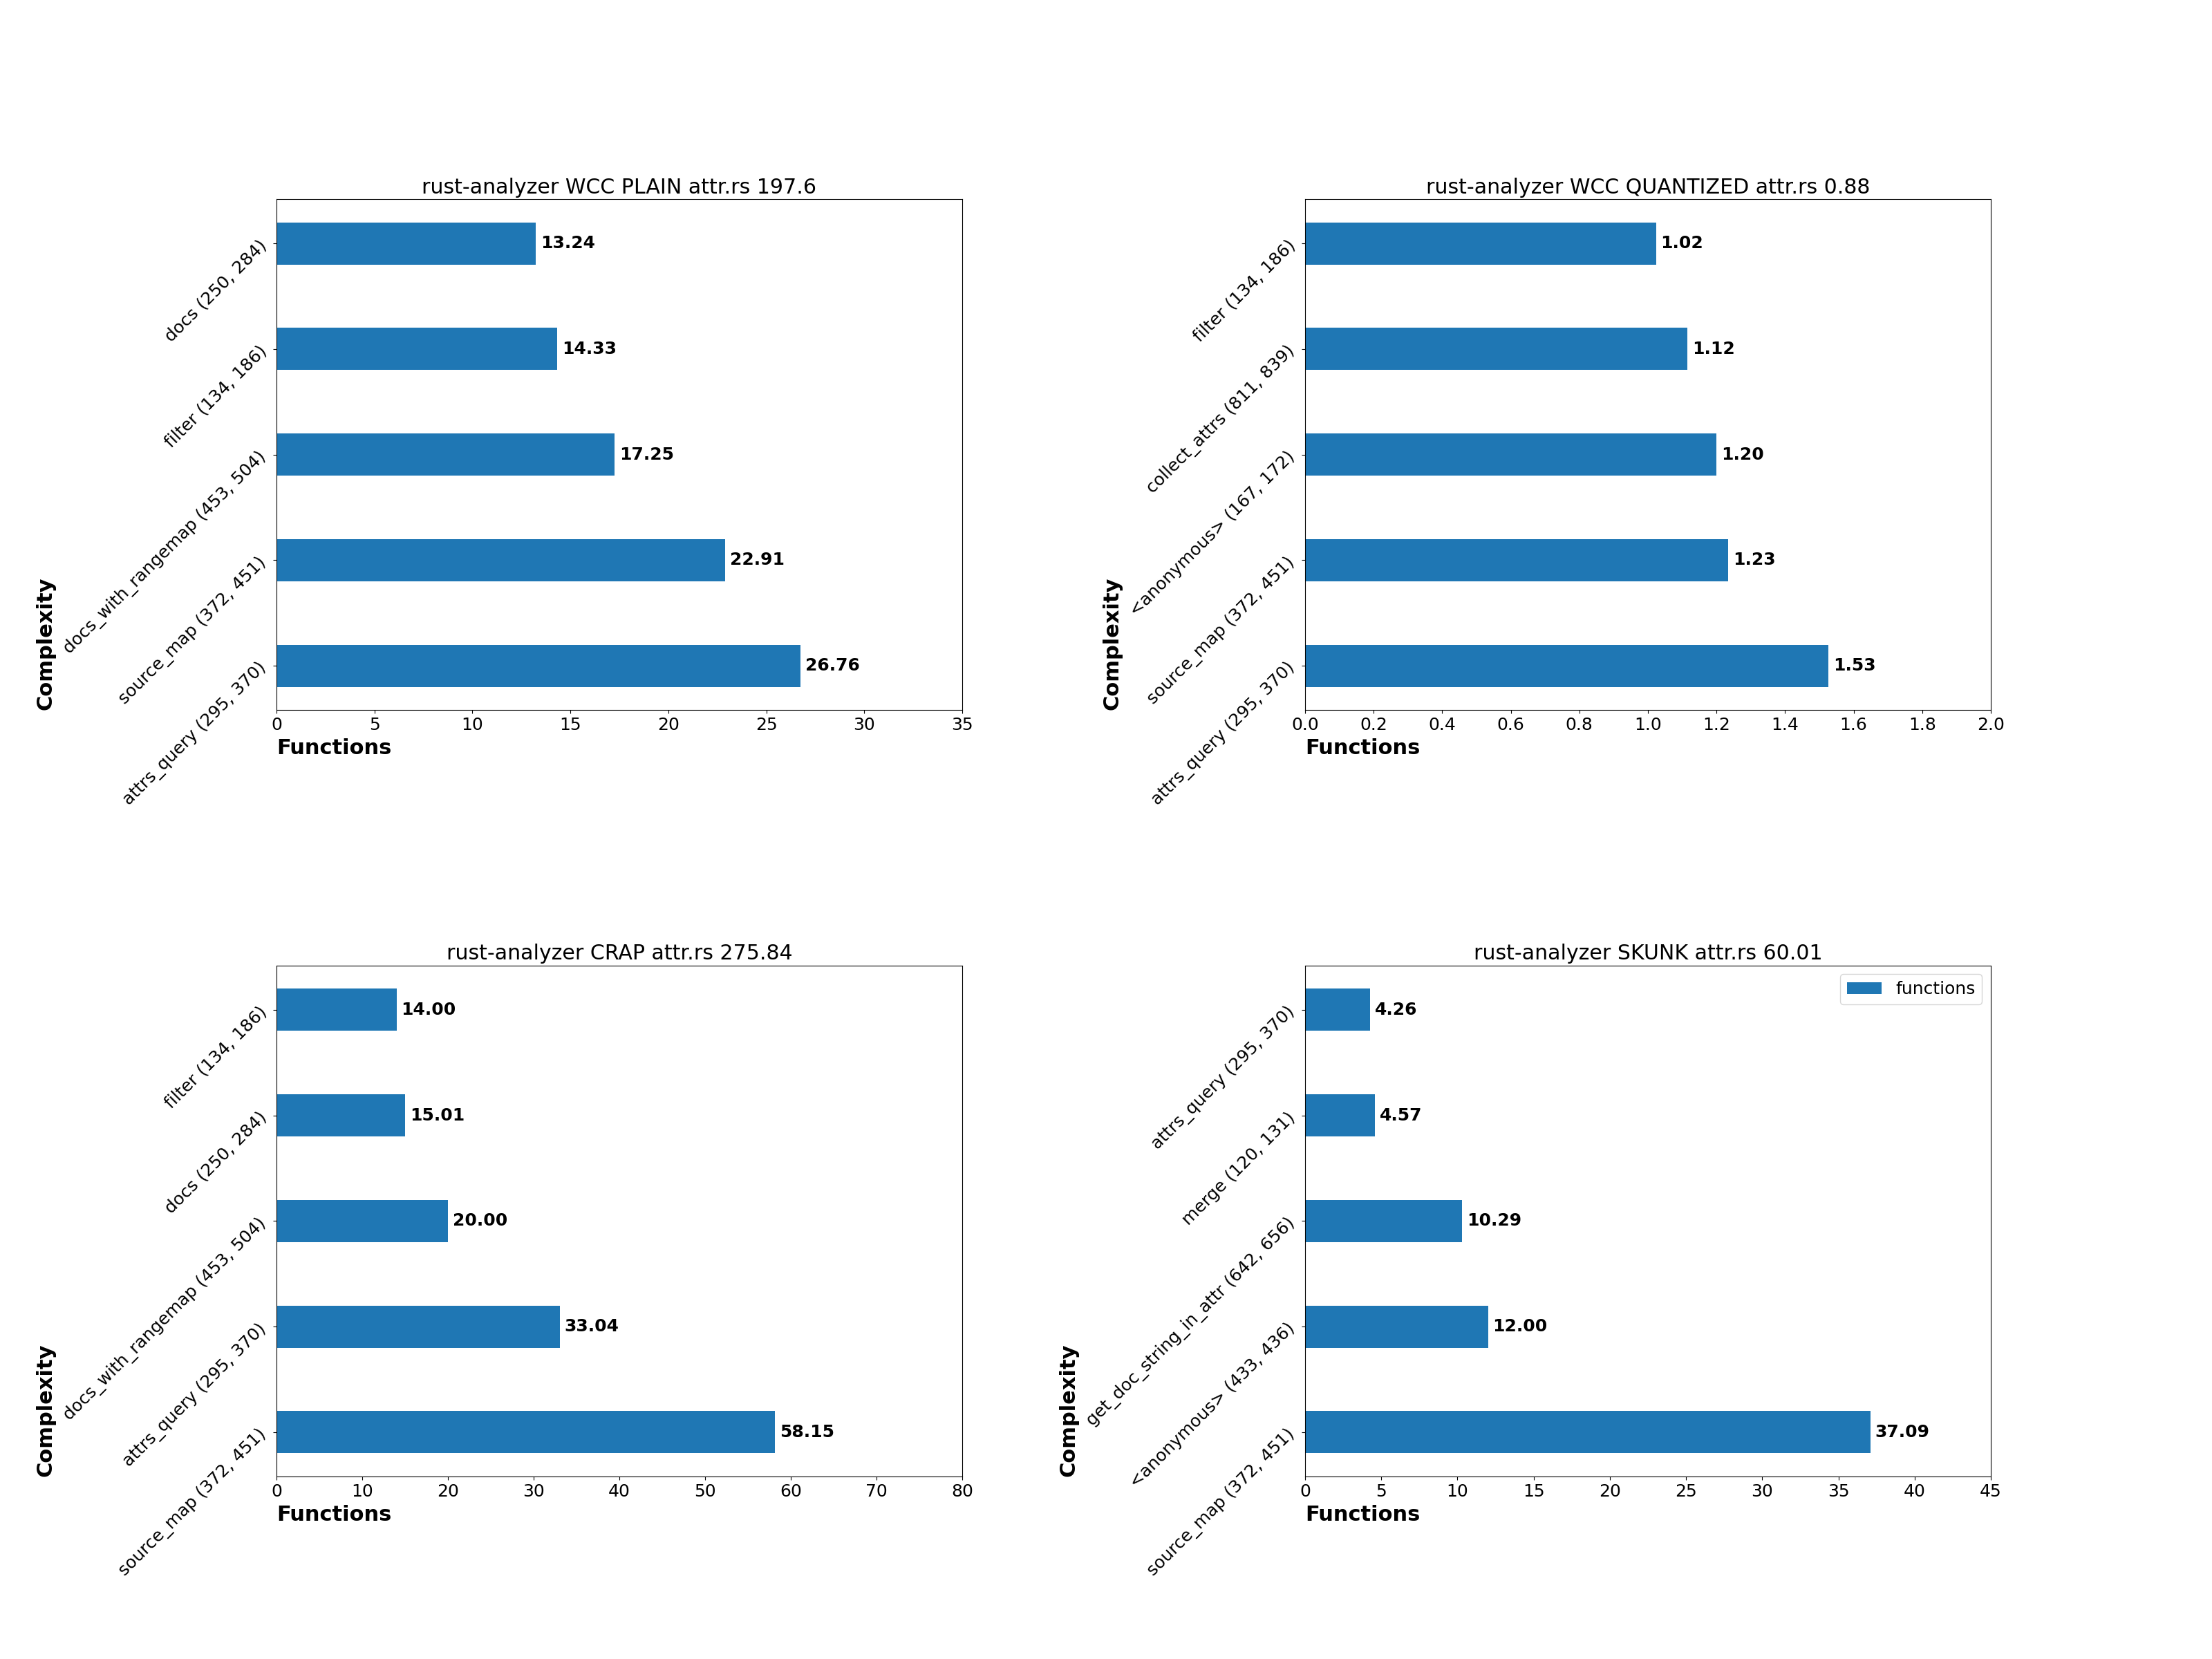 rust-analyzer WCC PLAIN attr.rs 197.6
docs (250, 284)
13.24
filter (134, 186)
14.33
docs_with_rangemap (453, 504)
17.25
source_map (372, 451)
22.91
attrs_query (295, 370)
26.76
Complexity
0 5 10 15 20 25 30 35
Functions
rust-analyzer WCC QUANTIZED attr.rs 0.88
filter (134, 186)
1.02
collect_attrs (811, 839)
1.12
<anonymous> (167, 172)
1.20
source_map (372, 451)
1.23
attrs_query (295, 370)
1.53
Complexity
0.0 0.2 0.4 0.6 0.8 1.0 1.2 1.4 1.6 1.8 2.0
Functions
rust-analyzer CRAP attr.rs 275.84
filter (134, 186)
14.00
docs (250, 284)
15.01
docs_with_rangemap (453, 504)
20.00
attrs_query (295, 370)
33.04
source_map (372, 451)
58.15
Complexity
0 10 20 30 40 50 60 70 80
Functions
rust-analyzer SKUNK attr.rs 60.01
functions
attrs_query (295, 370)
4.26
merge (120, 131)
4.57
get_doc_string_in_attr (642, 656)
10.29
<anonymous> (433, 436)
12.00
source_map (372, 451)
37.09
Complexity
0 5 10 15 20 25 30 35 40 45
Functions